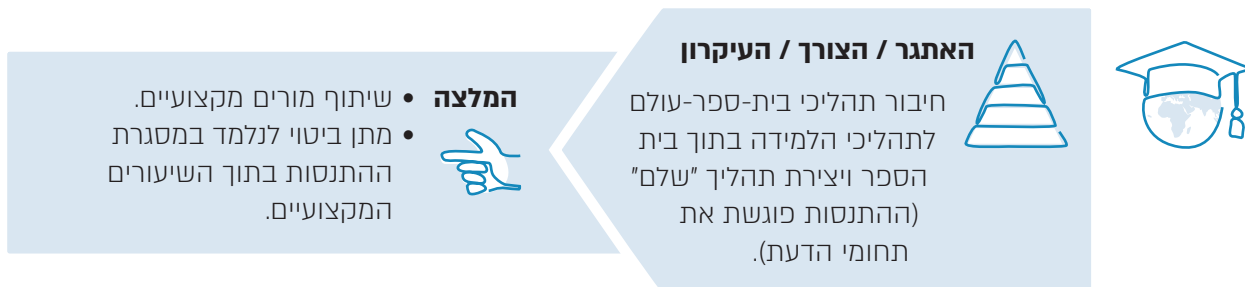 האתגר / הצורך / העיקרון
חיבור תהליכי בית-ספר-עולם
לתהליכי הלמידה בתוך בית
הספר ויצירת תהליך "שלם"
(ההתנסות פוגשת את
תחומי הדעת).
המלצה
• שיתוף מורים מקצועיים.
• מתן ביטוי לנלמד במסגרת
ההתנסות בתוך השיעורים
המקצועיים.